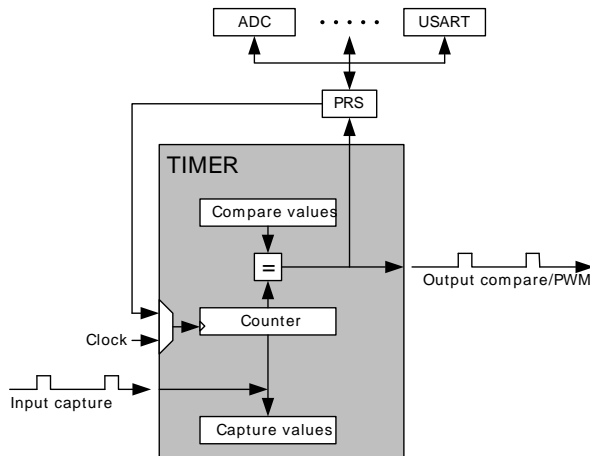 ADC
USART
PRS
TIMER
Compare values
=
Output compare/PWM
Counter
Clock
Input capture
Capture values